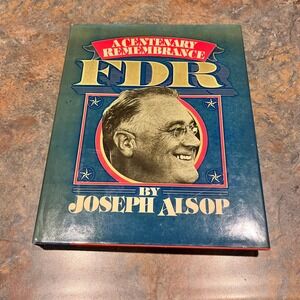 A CENTENARY
REMEMBRANCE
FDR
BY
JOSEPH ALSOP